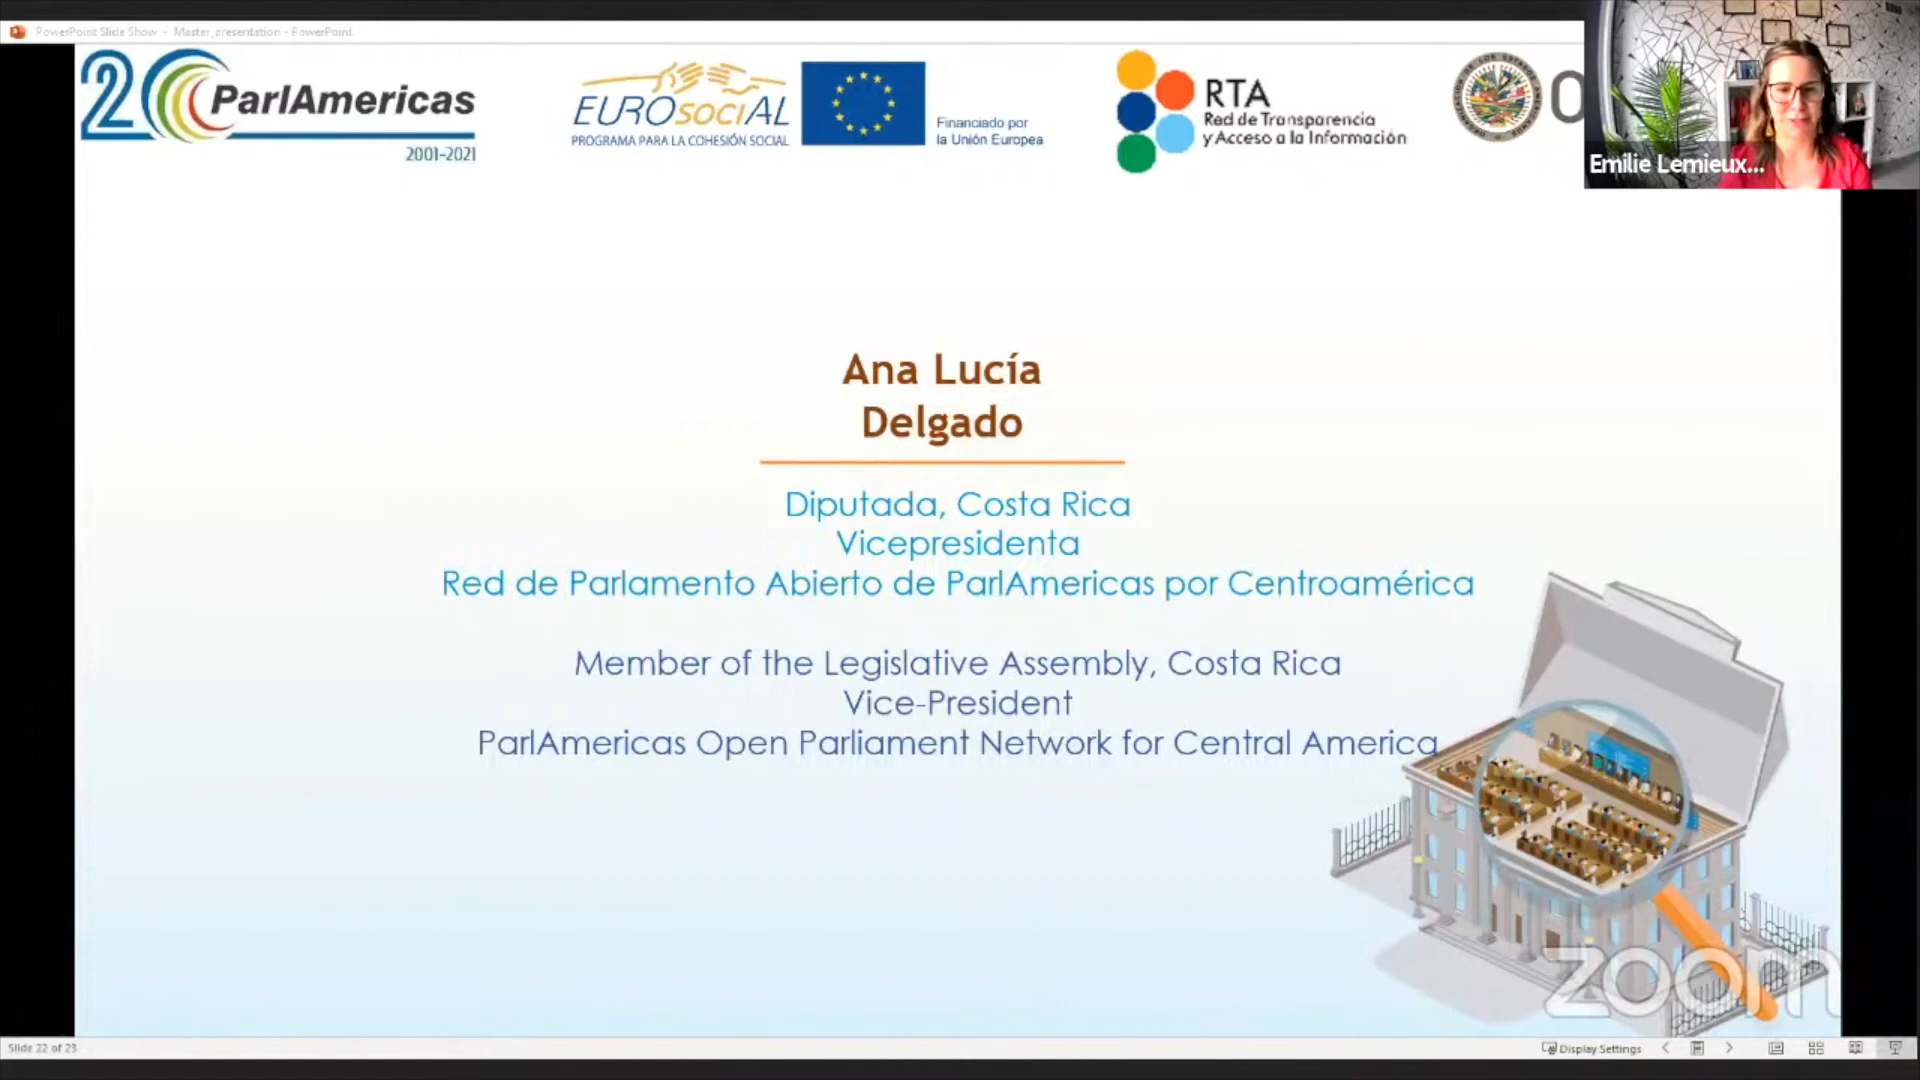 PowerPoint Slide Show - Master_presentation - PowerPoint
20 ParlAmericas
2001-2021
EUROsociAL
PROGRAMA PARA LA COHESIÓN SOCIAL
Financiado por
la Unión Europea
RTA
Red de Transparencia
y Acceso a la Información
Emilie Lemieux...
Ana Lucía
Delgado
Diputada, Costa Rica
Vicepresidenta
Red de Parlamento Abierto de ParlAmericas por Centroamérica
Member of the Legislative Assembly, Costa Rica
Vice-President
ParlAmericas Open Parliament Network for Central America
zoom
Slide 22 of 23
Display Settings